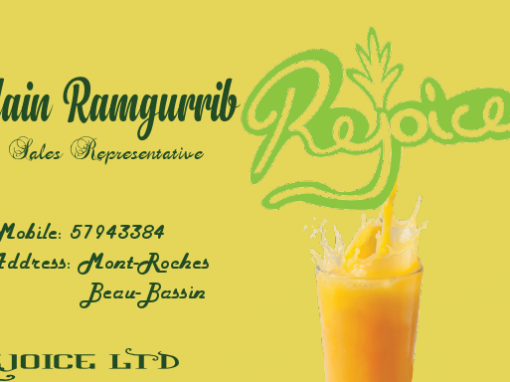 lain Ramgurrib
Sales Representative
Rejoice
Mobile: 57943384
Address: Mont-Roches
Beau-Bassin
JOICE LTD